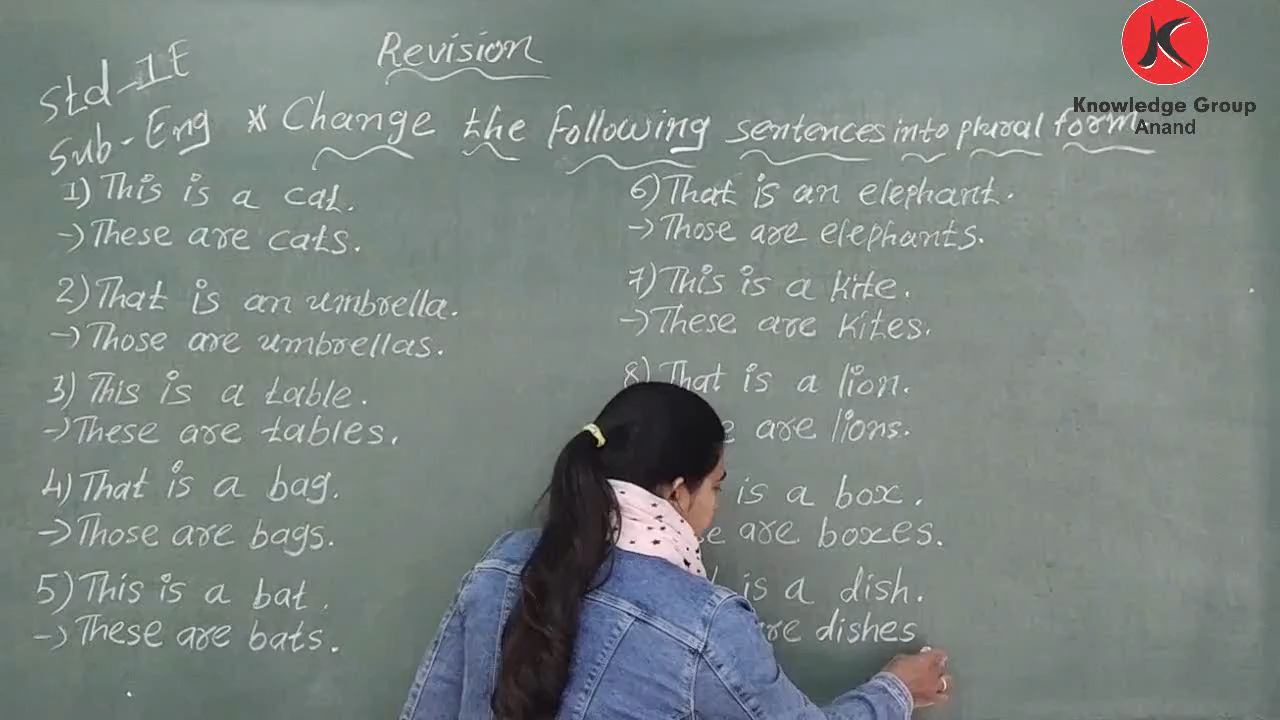 Revision
Std-1E
Sub-Eng
* Change the Following sentences into plural form
1) This is a cat.
-> These are cats.
2) That is an umbrella.
-> Those are umbrellas.
3) This is a table.
-> These are tables.
4) That is a bag.
-> Those are bags.
5) This is a bat.
-> These are bats.
6) That is an elephant.
-> Those are elephants.
7) This is a kite.
-> These are kites.
8) That is a lion.
are lions.
is a box.
are boxes.
is a dish.
are dishes
K
Knowledge Group
Anand